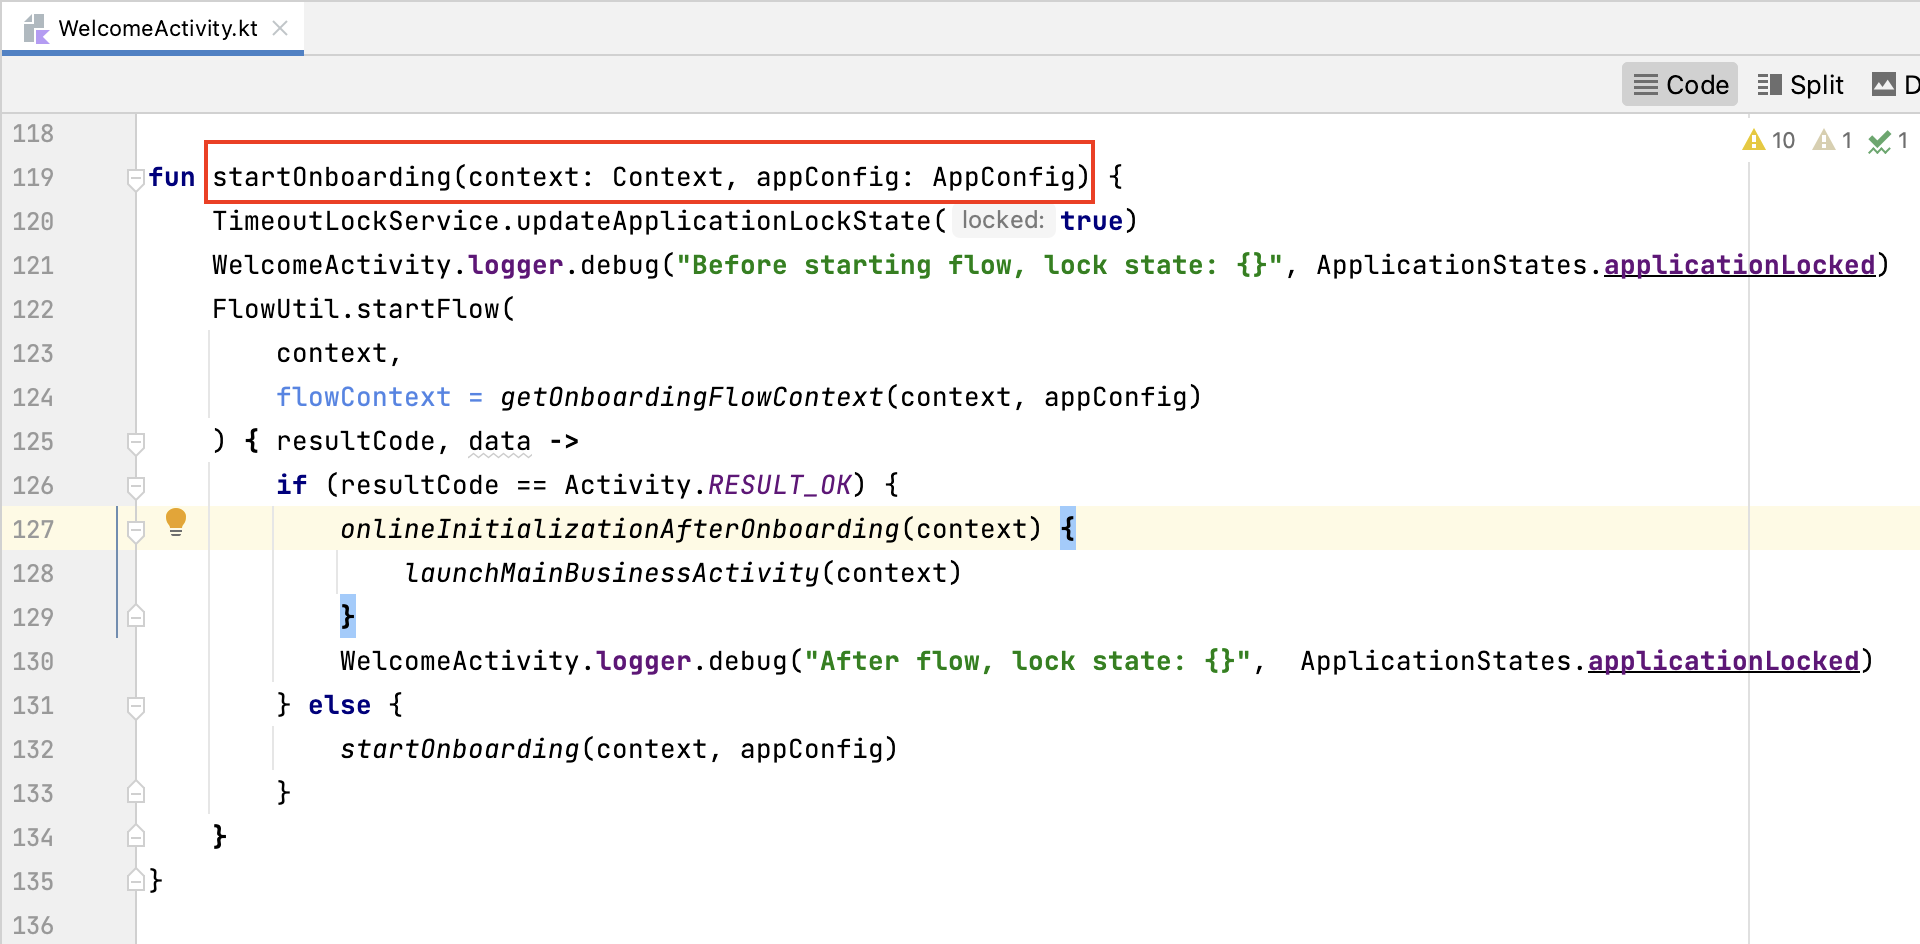 WelcomeActivity.kt
Code Split D
10 1 1
118
119 fun startOnboarding(context: Context, appConfig: AppConfig) {
120 TimeoutLockService.updateApplicationLockState( locked: true)
121 WelcomeActivity.logger.debug("Before starting flow, lock state: {}", ApplicationStates.applicationLocked)
122 FlowUtil.startFlow(
123 context,
124 flowContext = getOnboardingFlowContext(context, appConfig)
125 ) { resultCode, data ->
126 if (resultCode == Activity.RESULT_OK) {
127 onlineInitializationAfterOnboarding(context) {
128 launchMainBusinessActivity(context)
129 }
130 WelcomeActivity.logger.debug("After flow, lock state: {}", ApplicationStates.applicationLocked)
131 } else {
132 startOnboarding(context, appConfig)
133 }
134 }
135 }
136